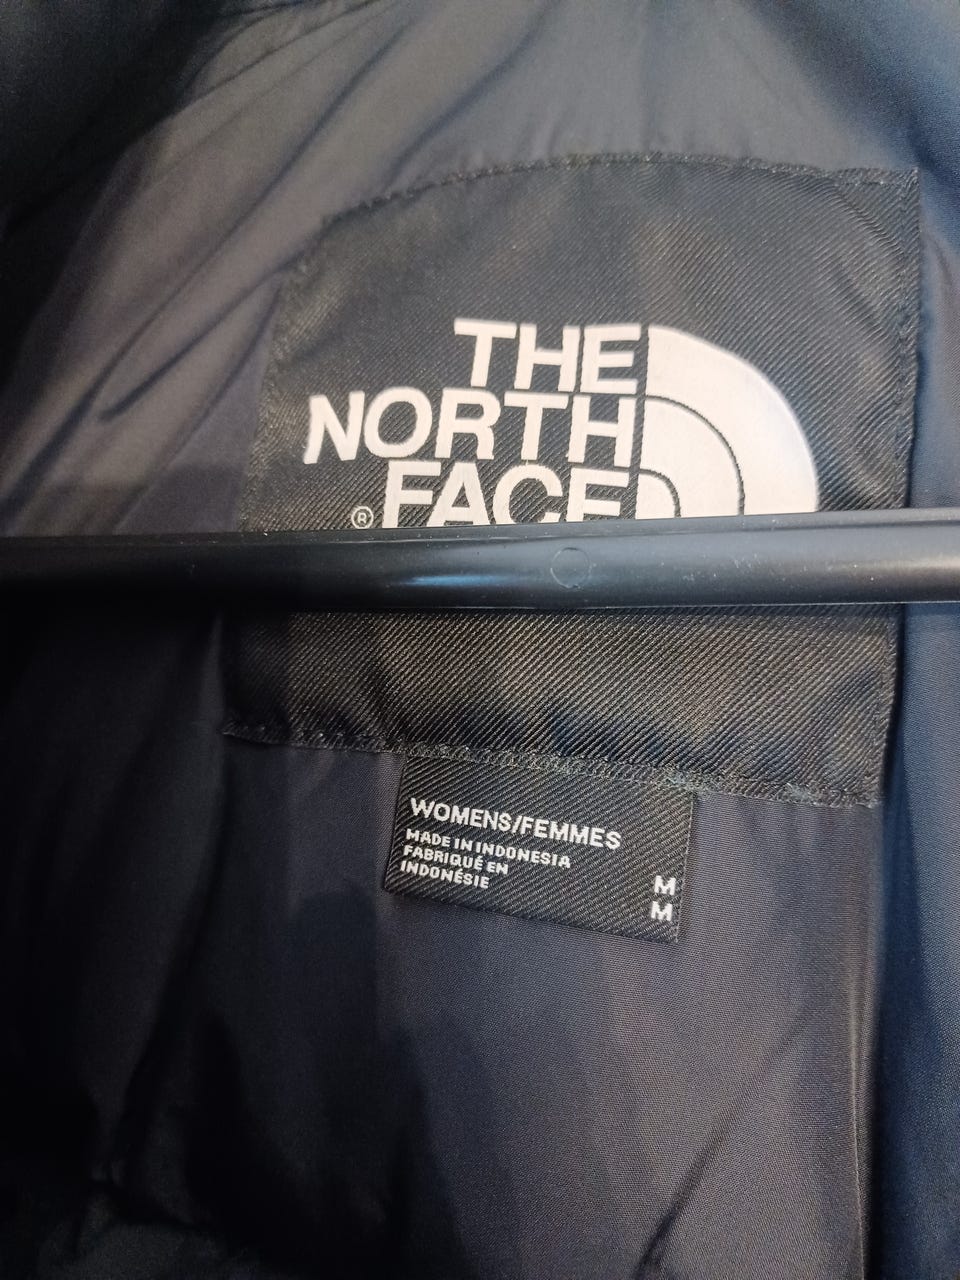 THE
NORTH
FACE
®
WOMENS/FEMMES
MADE IN INDONESIA
FABRIQUÉ EN
INDONÉSIE
M
M